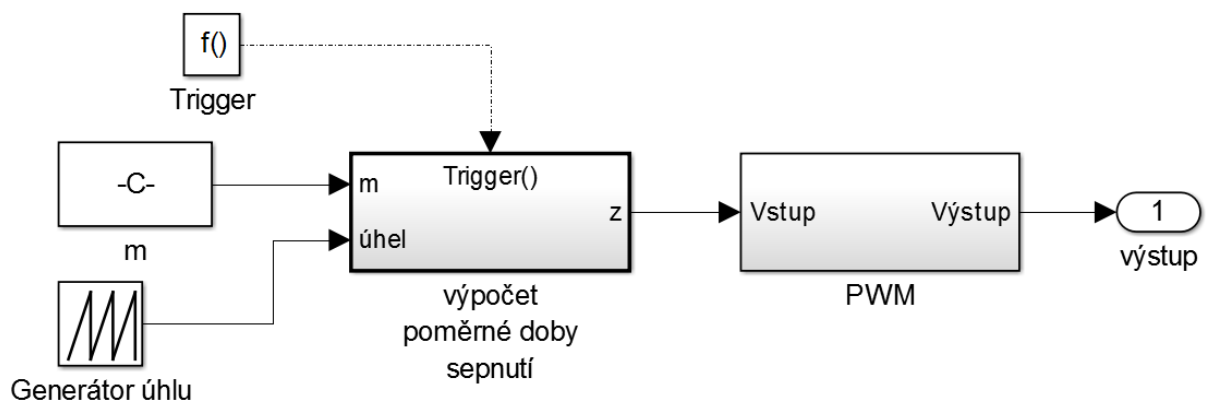 f()
Trigger
-C-
m
Generátor úhlu
Trigger()
m
úhel
z
výpočet
poměrné doby
sepnutí
Vstup
Výstup
PWM
1
výstup